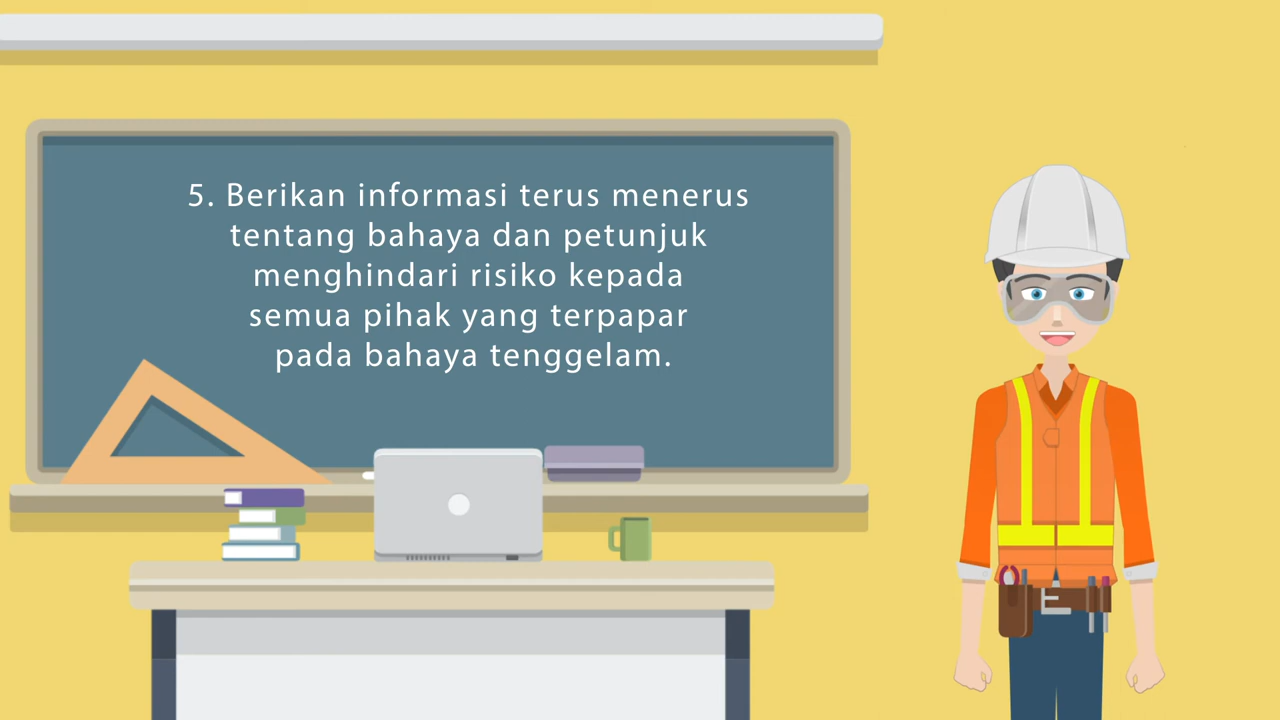 5. Berikan informasi terus menerus
tentang bahaya dan petunjuk
menghindari risiko kepada
semua pihak yang terpapar
pada bahaya tenggelam.